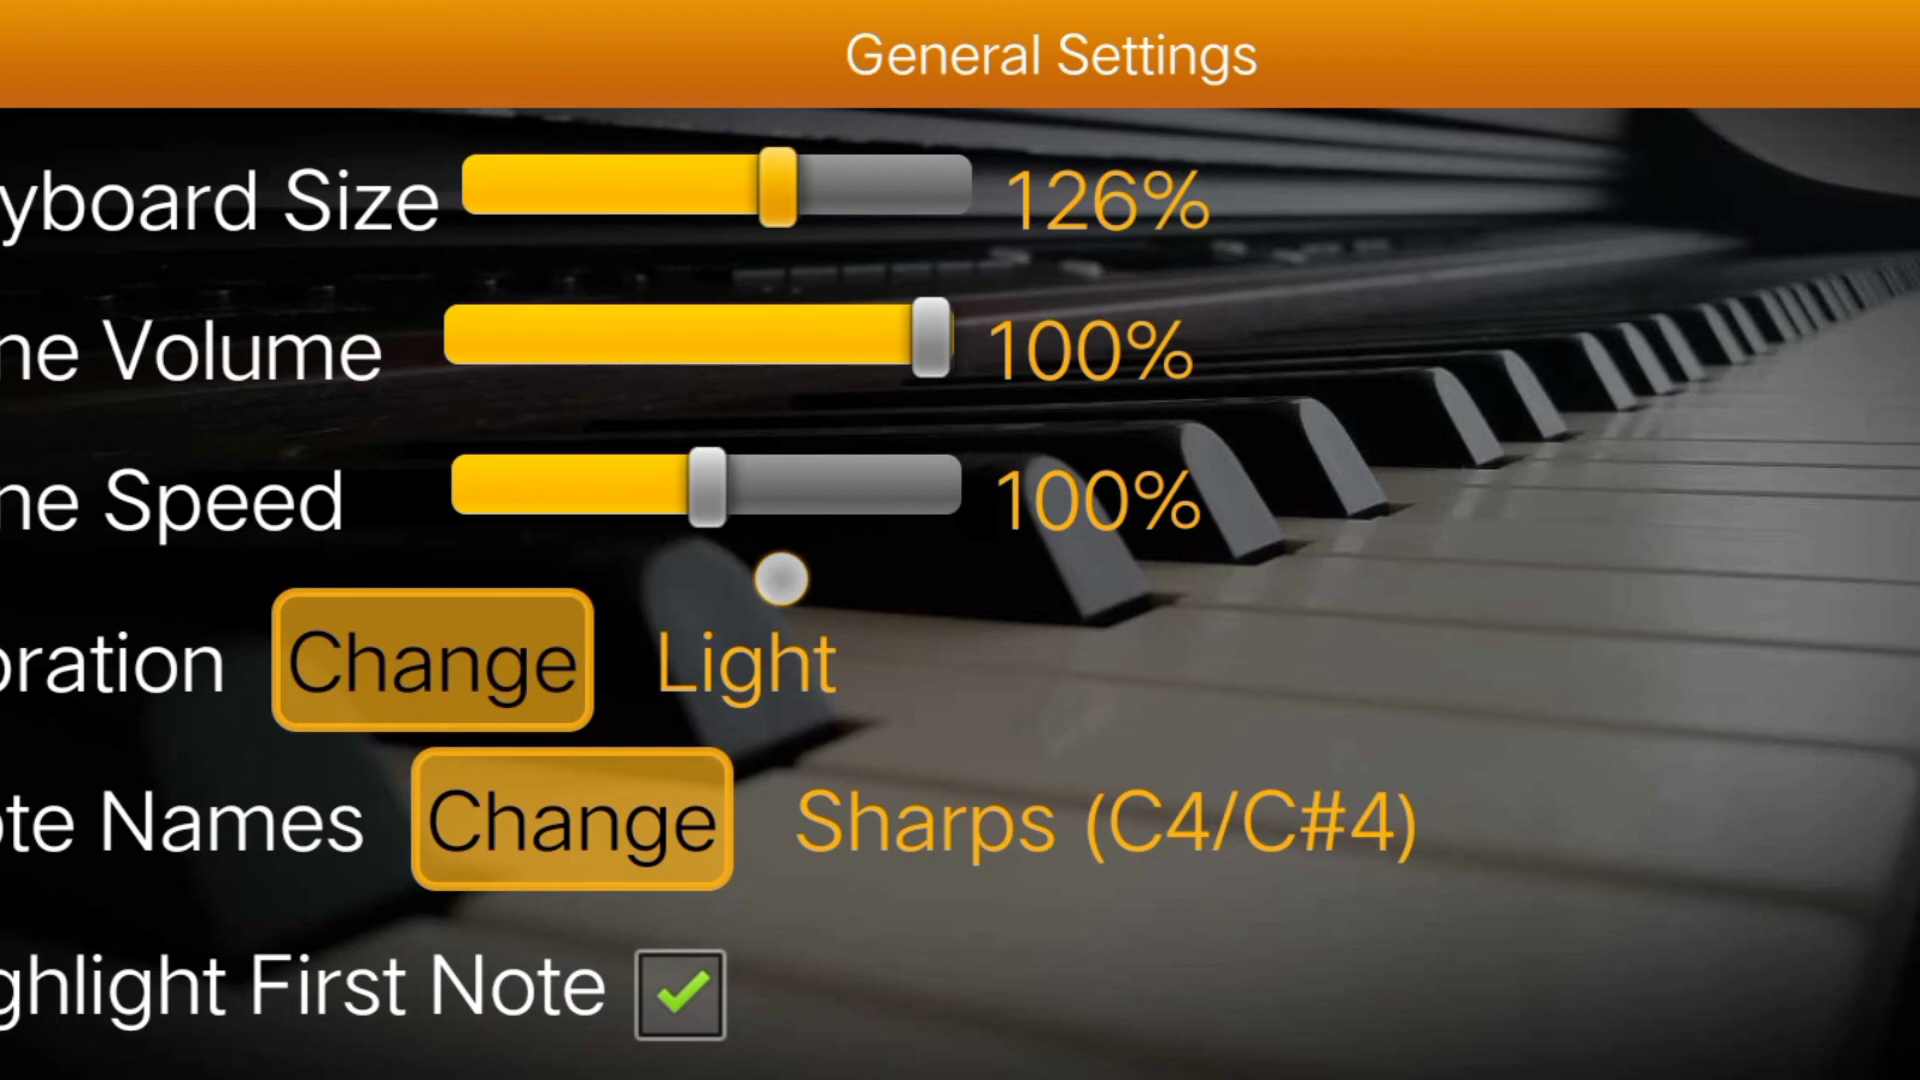 General Settings
yboard Size 126%
ne Volume 100%
ne Speed 100%
oration Change Light
ote Names Change Sharps (C4/C#4)
ghlight First Note